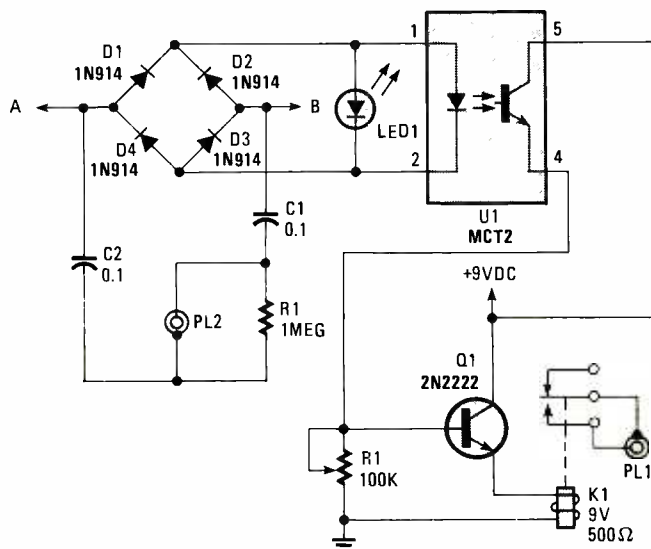 D1
1N914
D2
1N914
A
B
D4
1N914
D3
1N914
LED1
1
2
5
4
U1
MCT2
C1
0.1
C2
0.1
PL2
R1
1MEG
+9VDC
Q1
2N2222
R1
100K
PL1
K1
9V
500Ω